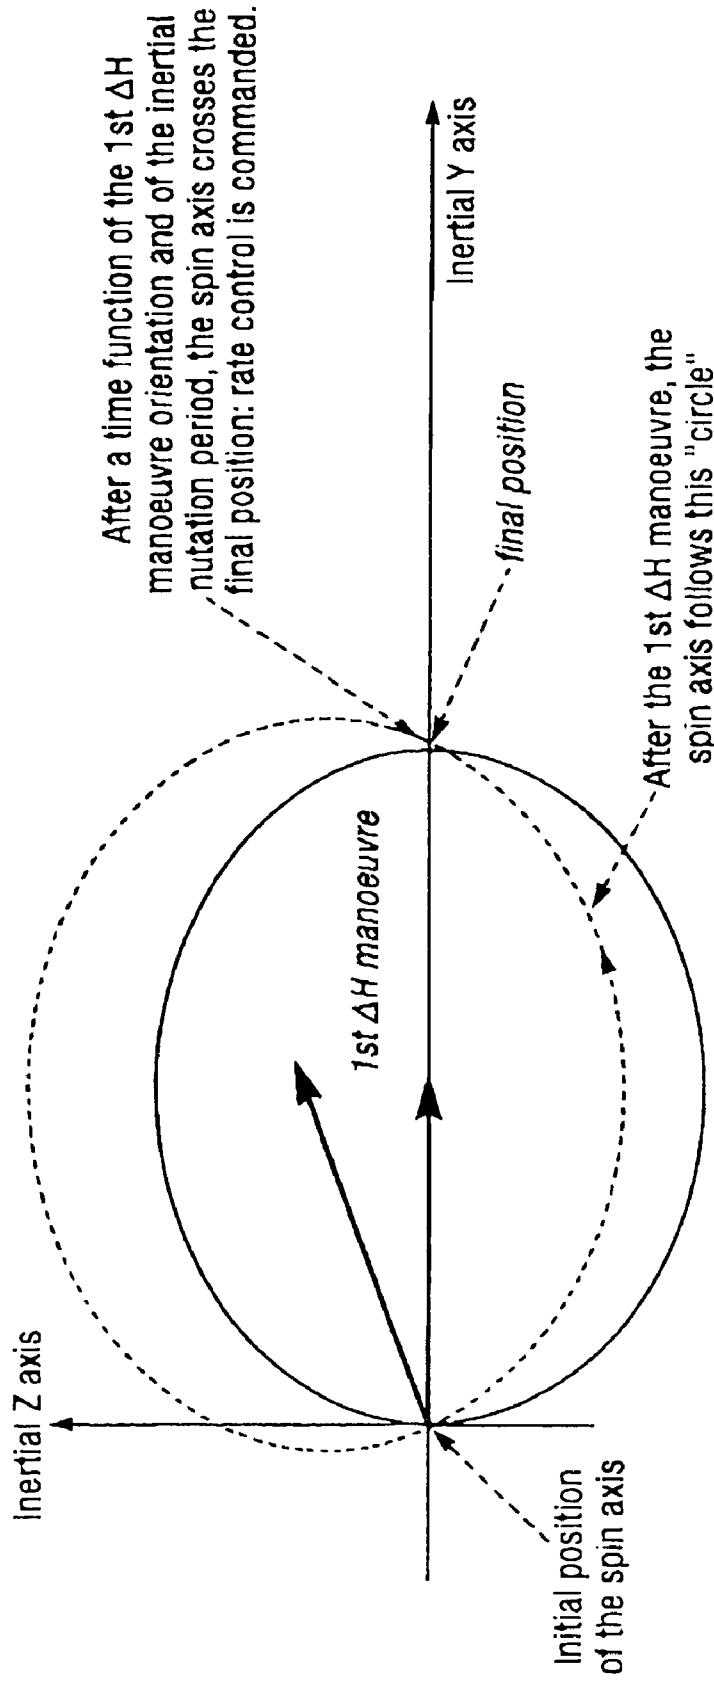 After a time function of the 1st ΔH
manoeuvre orientation and of the inertial
nutation period, the spin axis crosses the
final position: rate control is commanded.
Inertial Z axis
Inertial Y axis
1st ΔH manoeuvre
final position
Initial position
of the spin axis
After the 1st ΔH manoeuvre, the
spin axis follows this "circle"